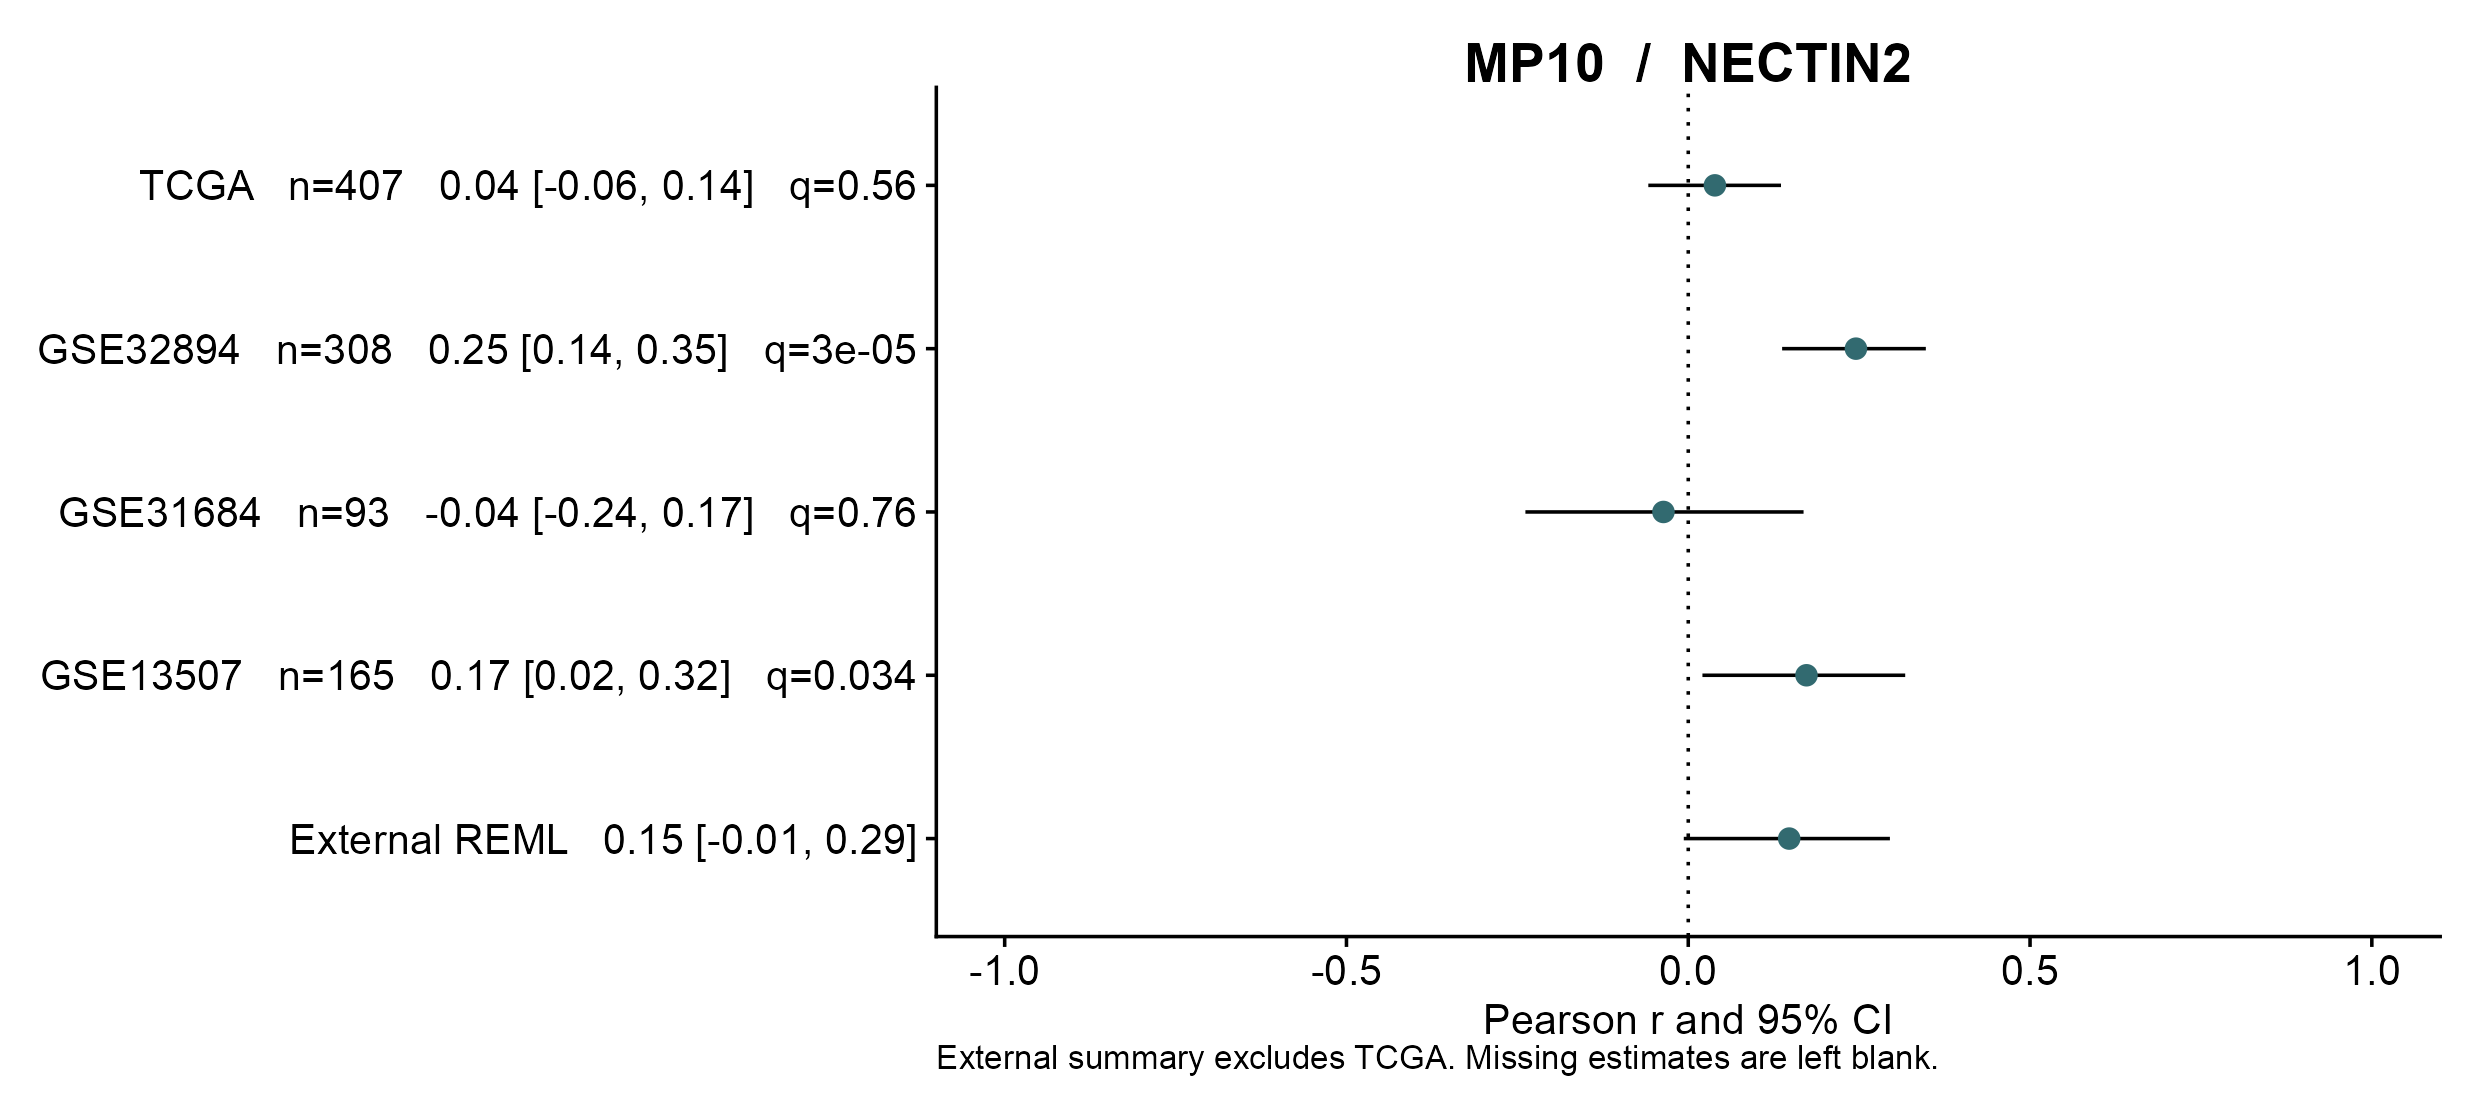 MP10 / NECTIN2
TCGA n=407 0.04 [-0.06, 0.14] q=0.56
GSE32894 n=308 0.25 [0.14, 0.35] q=3e-05
GSE31684 n=93 -0.04 [-0.24, 0.17] q=0.76
GSE13507 n=165 0.17 [0.02, 0.32] q=0.034
External REML 0.15 [-0.01, 0.29]
-1.0 -0.5 0.0 0.5 1.0
Pearson r and 95% CI
External summary excludes TCGA. Missing estimates are left blank.